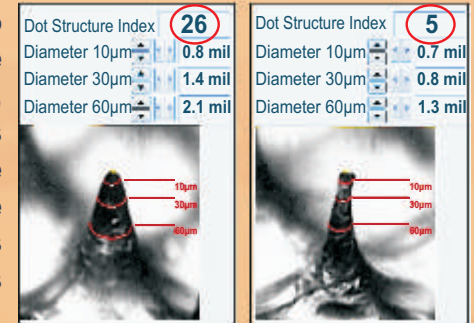 Dot Structure Index 26
Diameter 10µm 0.8 mil
Diameter 30µm 1.4 mil
Diameter 60µm 2.1 mil
10µm
30µm
60µm
Dot Structure Index 5
Diameter 10µm 0.7 mil
Diameter 30µm 0.8 mil
Diameter 60µm 1.3 mil
10µm
30µm
60µm